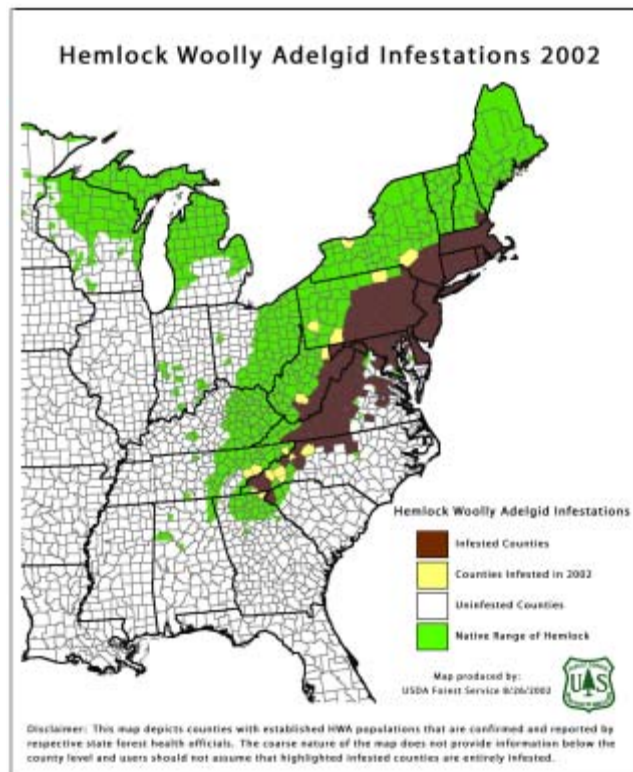 Hemlock Woolly Adelgid Infestations 2002
Hemlock Woolly Adelgid Infestations
Infested Counties
Counties Infested in 2002
Uninfested Counties
Native Range of Hemlock
Map produced by:
USDA Forest Service 8/26/2002
U S
Disclaimer: This map depicts counties with established HWA populations that are confirmed and reported by
respective state forest health officials. The coarse nature of the map does not provide information below the
county level and users should not assume that highlighted infested counties are entirely infested.